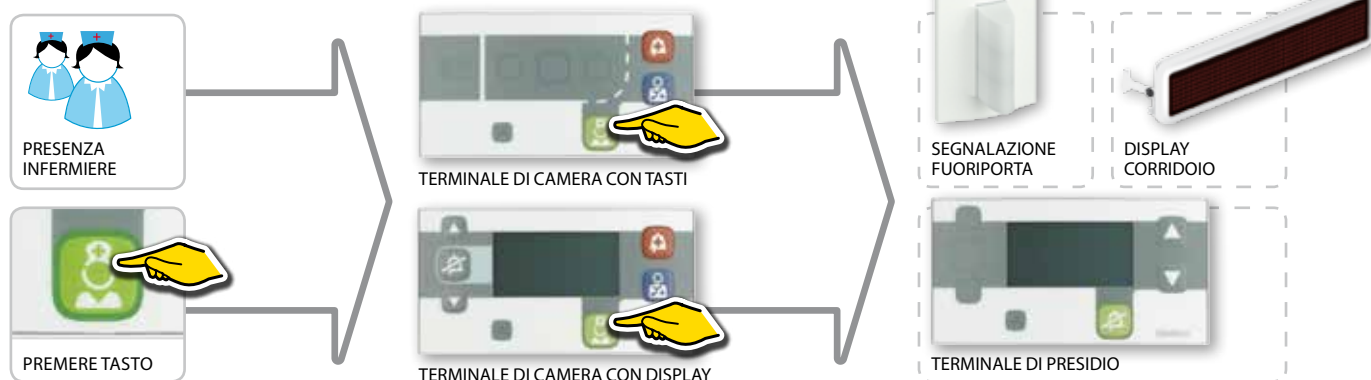 PRESENZA
INFERMIERE
PREMERE TASTO
TERMINALE DI CAMERA CON TASTI
TERMINALE DI CAMERA CON DISPLAY
SEGNALAZIONE
FUORIPORTA
DISPLAY
CORRIDOIO
TERMINALE DI PRESIDIO